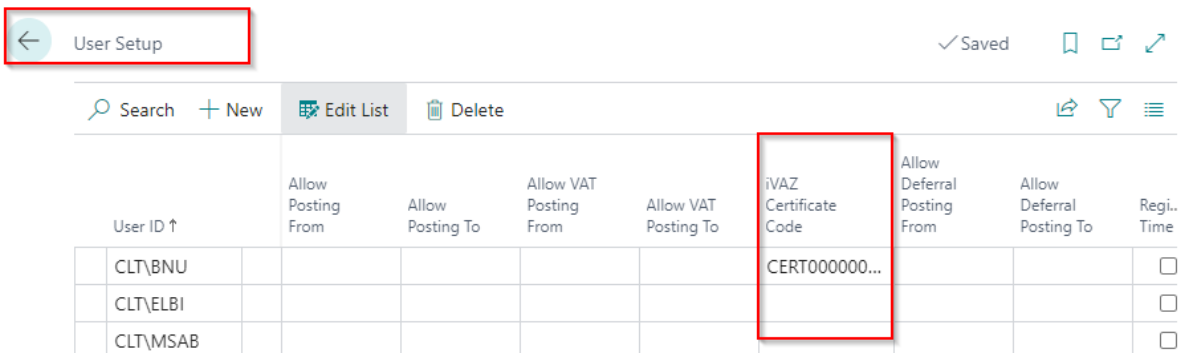 User Setup
Saved
Search
New
Edit List
Delete
User ID ↑
Allow
Posting
From
Allow
Posting To
Allow VAT
Posting
From
Allow VAT
Posting To
iVAZ
Certificate
Code
Allow
Deferral
Posting
From
Allow
Deferral
Posting To
Regi..
Time
CLT\BNU
CERT000000...
CLT\ELBI
CLT\MSAB